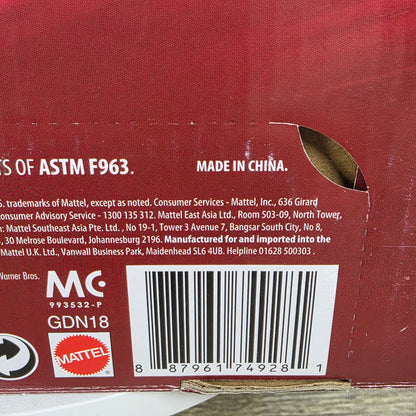 TS OF ASTM F963. MADE IN CHINA.
S. trademarks of Mattel, except as noted. Consumer Services - Mattel, Inc., 636 Girard
Consumer Advisory Service - 1300 135 312. Mattel East Asia Ltd., Room 503-09, North Tower,
Mattel Southeast Asia Pte. Ltd., No 19-1, Tower 3 Avenue 7, Bangsar South City, No 8,
, 30 Melrose Boulevard, Johannesburg 2196. Manufactured for and imported into the
Mattel U.K. Ltd., Vanwall Business Park, Maidenhead SL6 4UB. Helpline 01628 500303 .
Warner Bros.
MC
993532-P
GDN18
MATTEL
8 87961 74928 1